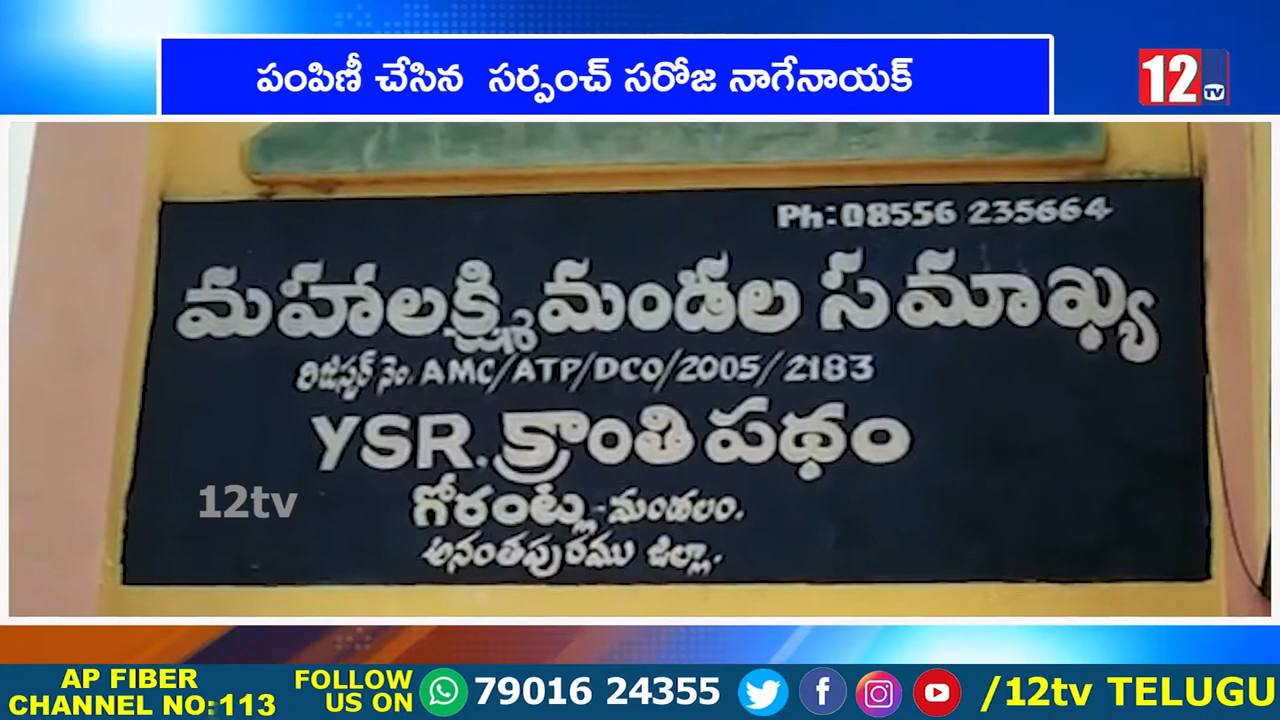 పంపిణీ చేసిన సర్పంచ్ సరోజ నాగేనాయక్
12 TV
Ph: 08556 235664
మహాలక్ష్మి మండల సమాఖ్య
రిజిస్టర్ నెం. AMC/ATP/DCO/2005/2183
YSR. క్రాంతి పథం
గోరంట్ల - మండలం.
అనంతపురము జిల్లా.
12tv
AP FIBER
CHANNEL NO:113
FOLLOW
US ON
79016 24355
/12tv TELUGU